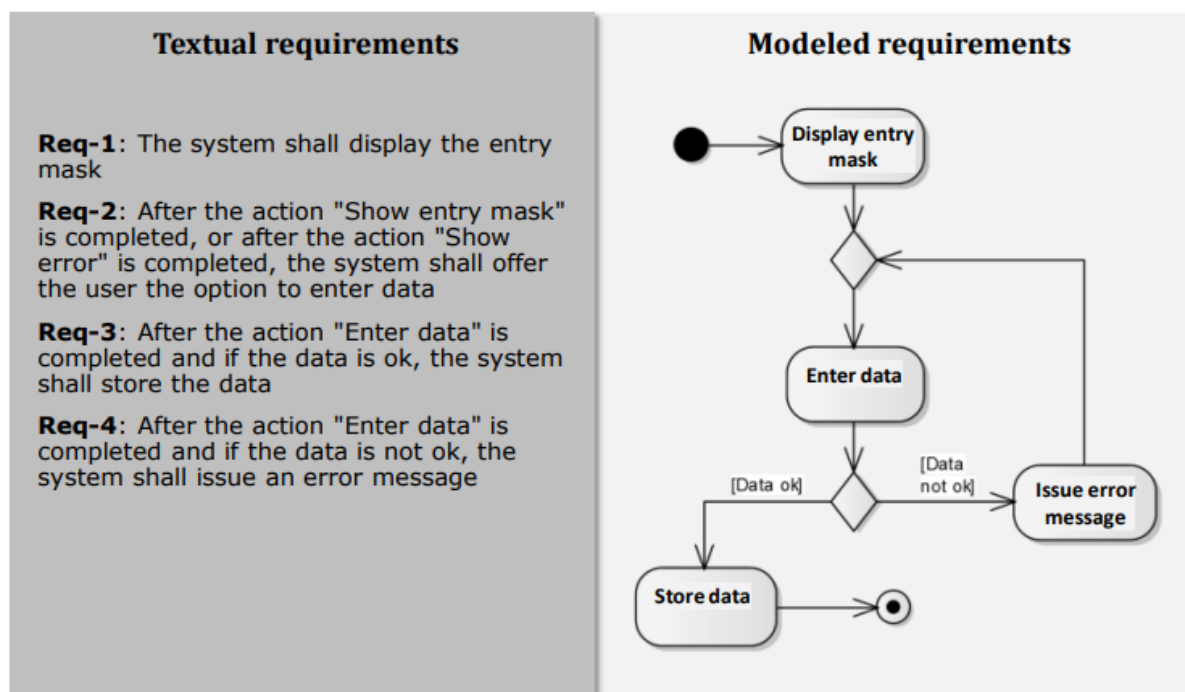 Textual requirements
Req-1: The system shall display the entry
mask
Req-2: After the action "Show entry mask"
is completed, or after the action "Show
error" is completed, the system shall offer
the user the option to enter data
Req-3: After the action "Enter data" is
completed and if the data is ok, the system
shall store the data
Req-4: After the action "Enter data" is
completed and if the data is not ok, the
system shall issue an error message
Modeled requirements
Display entry
mask
Enter data
[Data ok]
[Data
not ok]
Issue error
message
Store data